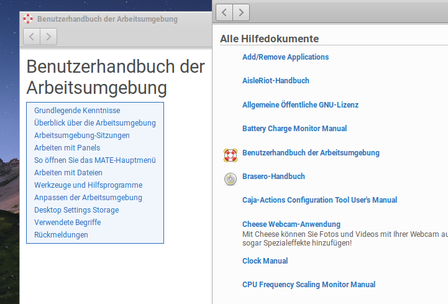 Benutzerhandbuch der Arbeitsumgebung
Benutzerhandbuch der
Arbeitsumgebung
Grundlegende Kenntnisse
Überblick über die Arbeitsumgebung
Arbeitsumgebung-Sitzungen
Arbeiten mit Panels
So öffnen Sie das MATE-Hauptmenü
Arbeiten mit Dateien
Werkzeuge und Hilfsprogramme
Anpassen der Arbeitsumgebung
Desktop Settings Storage
Verwendete Begriffe
Rückmeldungen
Alle Hilfedokumente
Add/Remove Applications
AisleRiot-Handbuch
Allgemeine Öffentliche GNU-Lizenz
Battery Charge Monitor Manual
Benutzerhandbuch der Arbeitsumgebung
Brasero-Handbuch
Caja-Actions Configuration Tool User's Manual
Cheese Webcam-Anwendung
Mit Cheese können Sie Fotos und Videos mit Ihrer Webcam au
sogar Spezialeffekte hinzufügen!
Clock Manual
CPU Frequency Scaling Monitor Manual